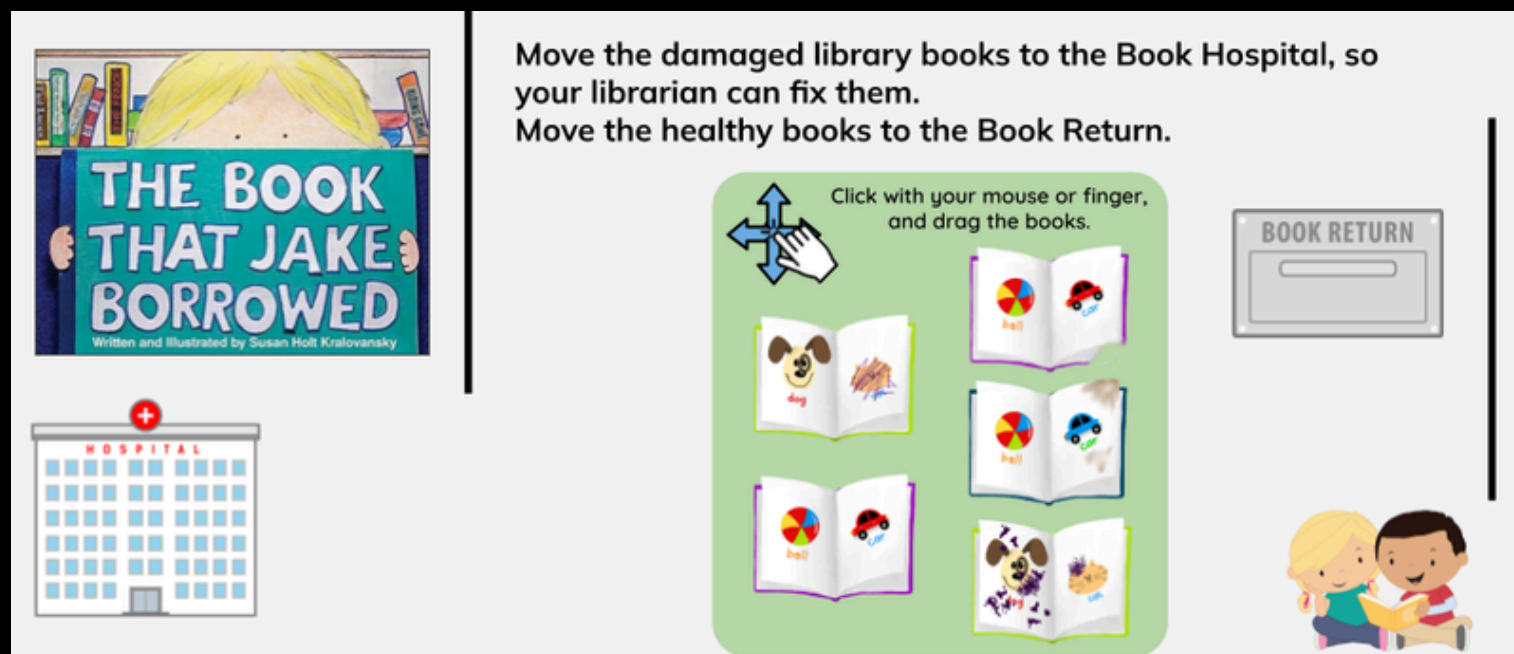 THE BOOK
THAT JAKE
BORROWED
Written and Illustrated by Susan Holt Kralovansky
HOSPITAL
Move the damaged library books to the Book Hospital, so
your librarian can fix them.
Move the healthy books to the Book Return.
Click with your mouse or finger,
and drag the books.
ball
car
dog
ball
car
ball
car
dog
cat
BOOK RETURN